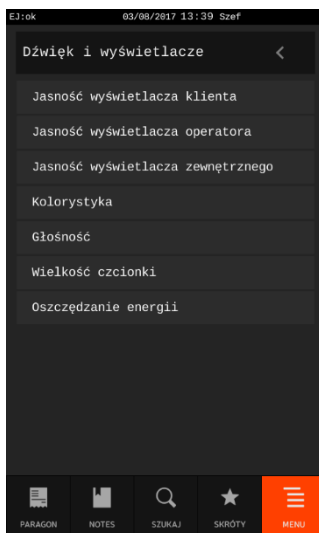 EJ:ok 03/08/2017 13:39 Szef
Dźwięk i wyświetlacze
Jasność wyświetlacza klienta
Jasność wyświetlacza operatora
Jasność wyświetlacza zewnętrznego
Kolorystyka
Głośność
Wielkość czcionki
Oszczędzanie energii
PARAGON NOTES SZUKAJ SKRÓTY MENU